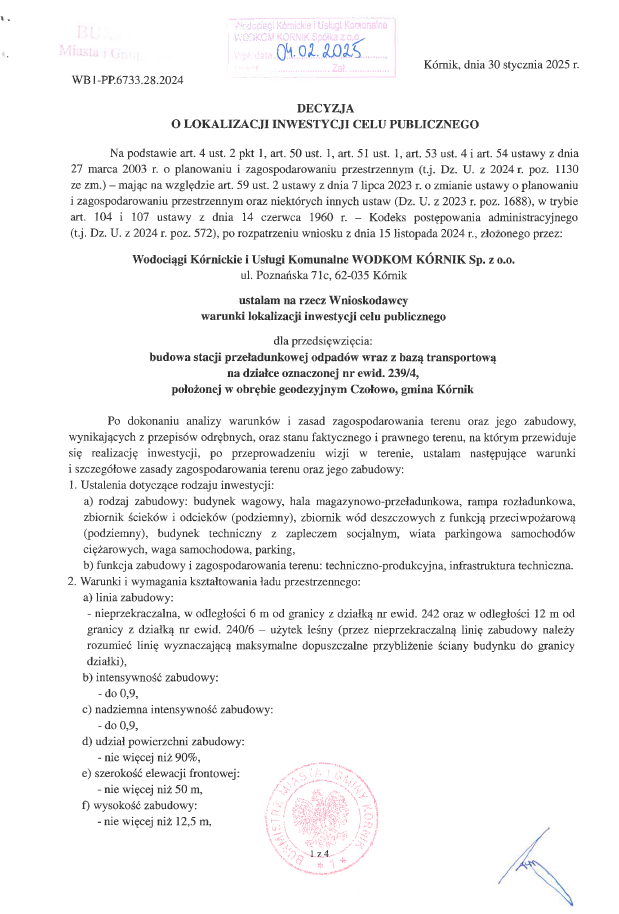 BU
Miasta i Gmi
Wodociągi Kórnickie i Usługi Komunalne
WODKOM KÓRNIK Spółka z o.o.
Wpł. data 04.02.2025
Zał.
Kórnik, dnia 30 stycznia 2025 r.
WB1-PP.6733.28.2024
DECYZJA
O LOKALIZACJI INWESTYCJI CELU PUBLICZNEGO
Na podstawie art. 4 ust. 2 pkt 1, art. 50 ust. 1, art. 51 ust. 1, art. 53 ust. 4 i art. 54 ustawy z dnia
27 marca 2003 r. o planowaniu i zagospodarowaniu przestrzennym (t.j. Dz. U. z 2024 r. poz. 1130
ze zm.) – mając na względzie art. 59 ust. 2 ustawy z dnia 7 lipca 2023 r. o zmianie ustawy o planowaniu
i zagospodarowaniu przestrzennym oraz niektórych innych ustaw (Dz. U. z 2023 r. poz. 1688), w trybie
art. 104 i 107 ustawy z dnia 14 czerwca 1960 r. – Kodeks postępowania administracyjnego
(t.j. Dz. U. z 2024 r. poz. 572), po rozpatrzeniu wniosku z dnia 15 listopada 2024 r., złożonego przez:
Wodociągi Kórnickie i Usługi Komunalne WODKOM KÓRNIK Sp. z o.o.
ul. Poznańska 71c, 62-035 Kórnik
ustalam na rzecz Wnioskodawcy
warunki lokalizacji inwestycji celu publicznego
dla przedsięwzięcia:
budowa stacji przeładunkowej odpadów wraz z bazą transportową
na działce oznaczonej nr ewid. 239/4,
położonej w obrębie geodezyjnym Czołowo, gmina Kórnik
Po dokonaniu analizy warunków i zasad zagospodarowania terenu oraz jego zabudowy,
wynikających z przepisów odrębnych, oraz stanu faktycznego i prawnego terenu, na którym przewiduje
się realizację inwestycji, po przeprowadzeniu wizji w terenie, ustalam następujące warunki
i szczegółowe zasady zagospodarowania terenu oraz jego zabudowy:
1. Ustalenia dotyczące rodzaju inwestycji:
a) rodzaj zabudowy: budynek wagowy, hala magazynowo-przeładunkowa, rampa rozładunkowa,
zbiornik ścieków i odcieków (podziemny), zbiornik wód deszczowych z funkcją przeciwpożarową
(podziemny), budynek techniczny z zapleczem socjalnym, wiata parkingowa samochodów
ciężarowych, waga samochodowa, parking,
b) funkcja zabudowy i zagospodarowania terenu: techniczno-produkcyjna, infrastruktura techniczna.
2. Warunki i wymagania kształtowania ładu przestrzennego:
a) linia zabudowy:
- nieprzekraczalna, w odległości 6 m od granicy z działką nr ewid. 242 oraz w odległości 12 m od
granicy z działką nr ewid. 240/6 – użytek leśny (przez nieprzekraczalną linię zabudowy należy
rozumieć linię wyznaczającą maksymalne dopuszczalne przybliżenie ściany budynku do granicy
działki),
b) intensywność zabudowy:
- do 0,9,
c) nadziemna intensywność zabudowy:
- do 0,9,
d) udział powierzchni zabudowy:
- nie więcej niż 90%,
e) szerokość elewacji frontowej:
- nie więcej niż 50 m,
f) wysokość zabudowy:
- nie więcej niż 12,5 m,
BURMISTRZ MIASTA I GMINY KÓRNIK
* 1 *
1 z 4